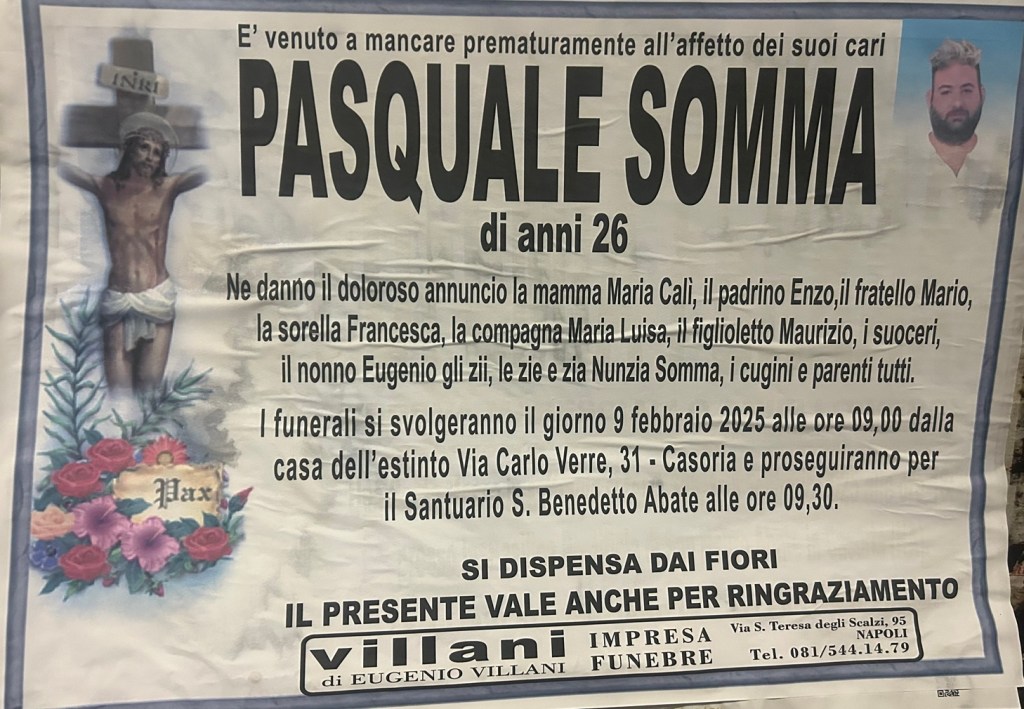 INRI
E' venuto a mancare prematuramente all'affetto dei suoi cari
PASQUALE SOMMA
di anni 26
Ne danno il doloroso annuncio la mamma Maria Calì, il padrino Enzo,il fratello Mario,
la sorella Francesca, la compagna Maria Luisa, il figlioletto Maurizio, i suoceri,
il nonno Eugenio gli zii, le zie e zia Nunzia Somma, i cugini e parenti tutti.
I funerali si svolgeranno il giorno 9 febbraio 2025 alle ore 09,00 dalla
casa dell'estinto Via Carlo Verre, 31 - Casoria e proseguiranno per
il Santuario S. Benedetto Abate alle ore 09,30.
Pax
SI DISPENSA DAI FIORI
IL PRESENTE VALE ANCHE PER RINGRAZIAMENTO
villani
di EUGENIO VILLANI
IMPRESA
FUNEBRE
Via S. Teresa degli Scalzi, 95
NAPOLI
Tel. 081/544.14.79